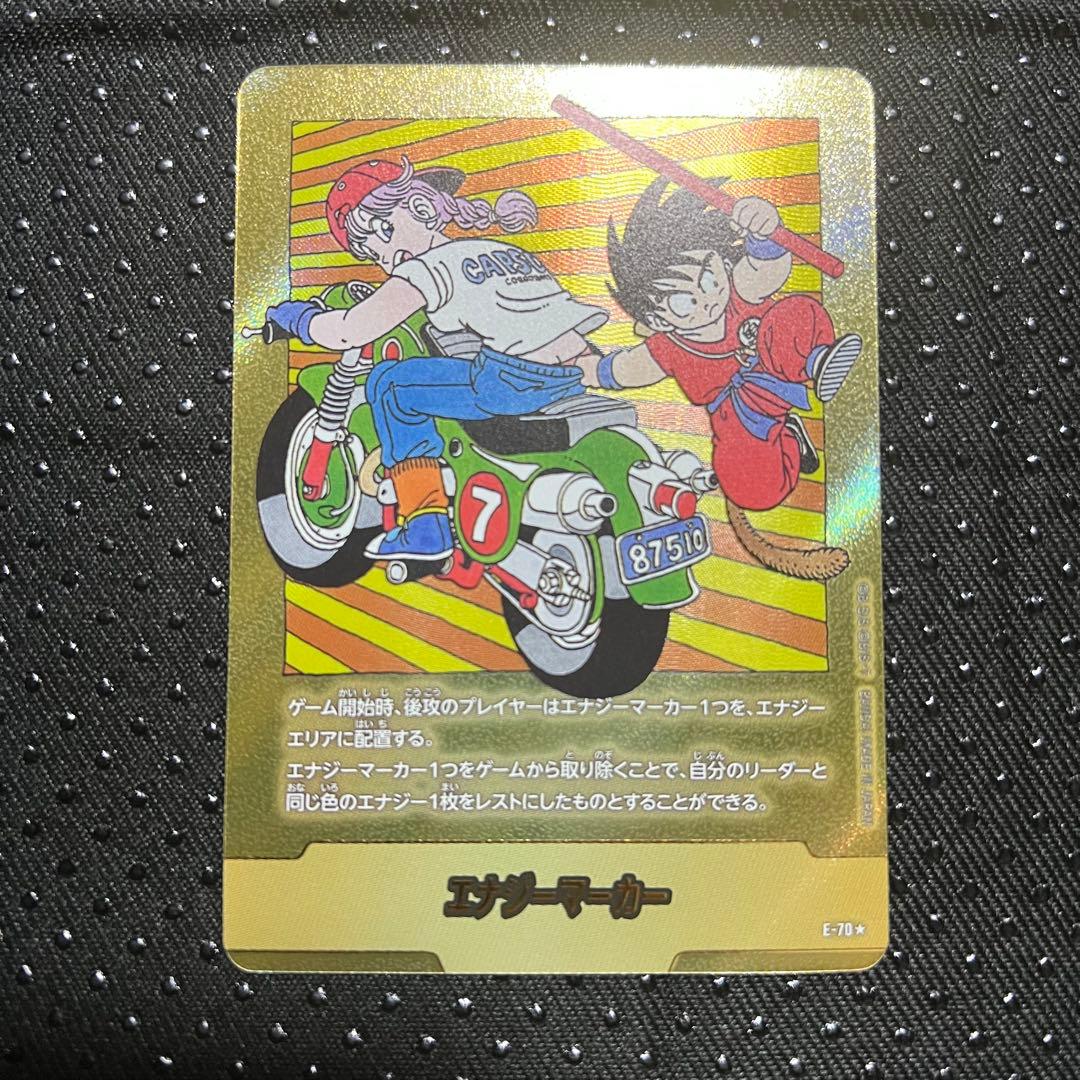 CAPSU
7
87510
ゲーム開始時、後攻のプレイヤーはエナジーマーカー1つを、エナジー
エリアに配置する。
エナジーマーカー1つをゲームから取り除くことで、自分のリーダーと
同じ色のエナジー1枚をレストにしたものとすることができる。
エナジーマーカー
E-70★